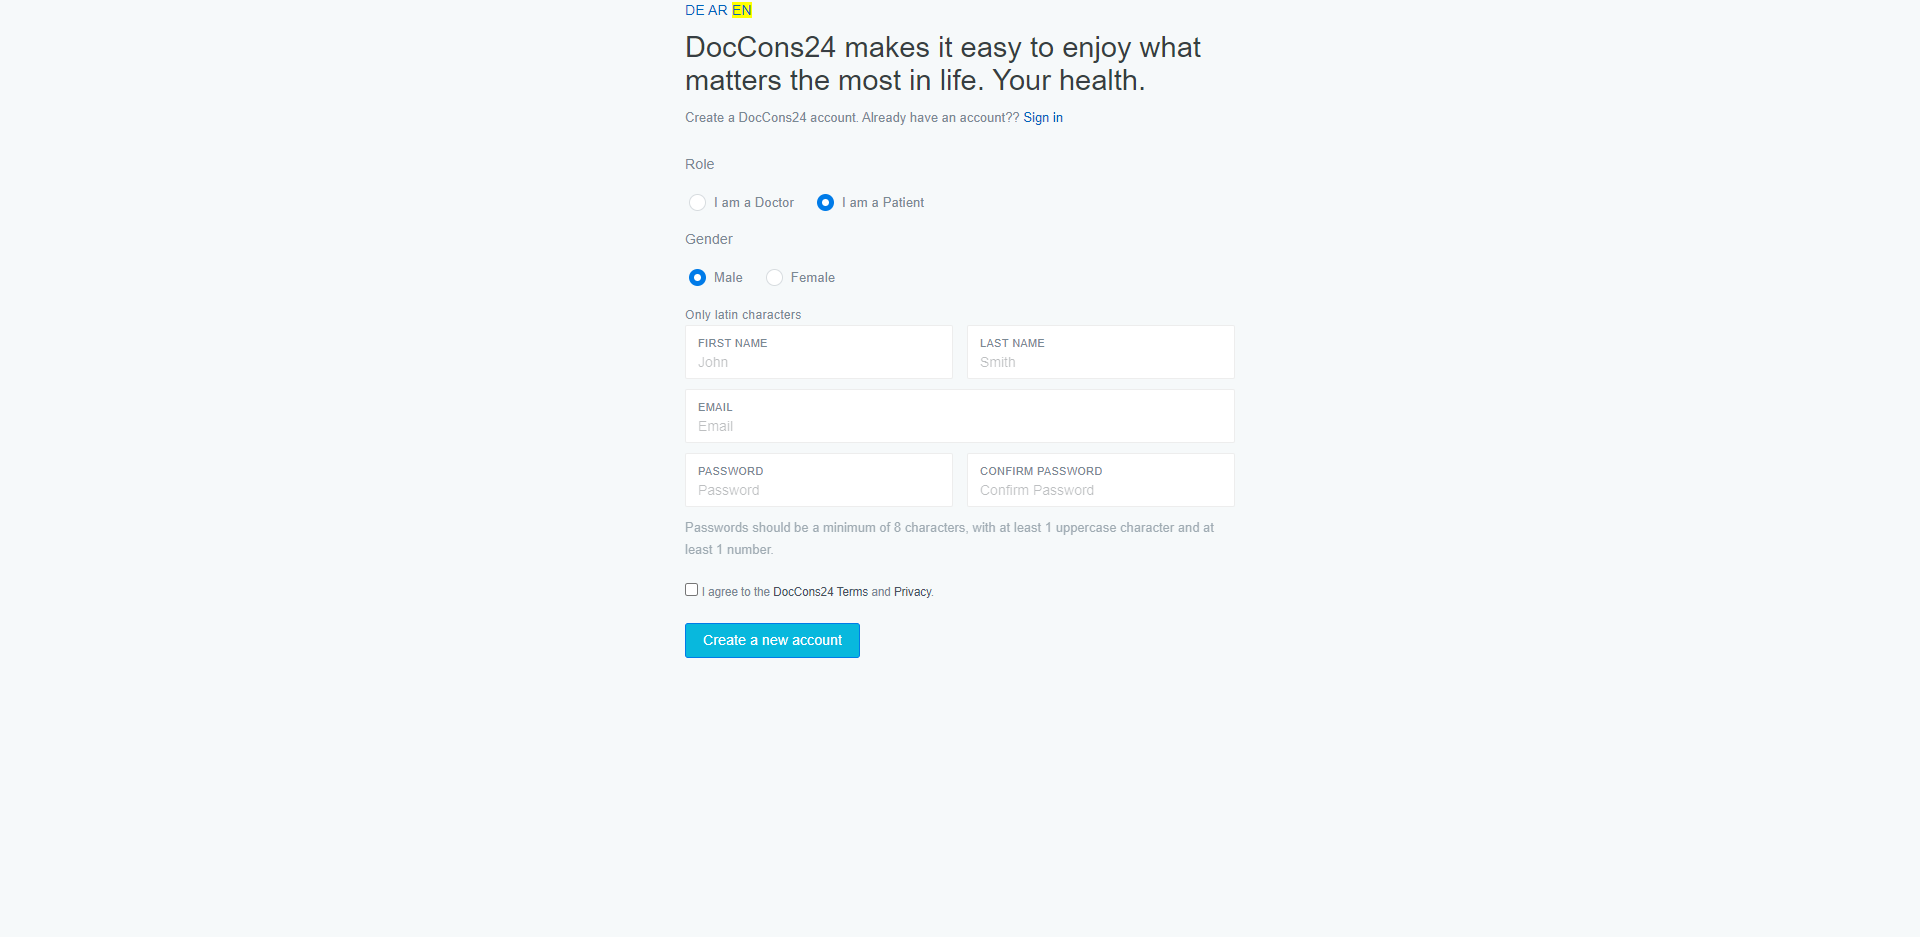 DE AR EN
DocCons24 makes it easy to enjoy what
matters the most in life. Your health.
Create a DocCons24 account. Already have an account?? Sign in
Role
I am a Doctor I am a Patient
Gender
Male Female
Only latin characters
FIRST NAME LAST NAME
John Smith
EMAIL
Email
PASSWORD CONFIRM PASSWORD
Password Confirm Password
Passwords should be a minimum of 8 characters, with at least 1 uppercase character and at
least 1 number.
I agree to the DocCons24 Terms and Privacy.
Create a new account